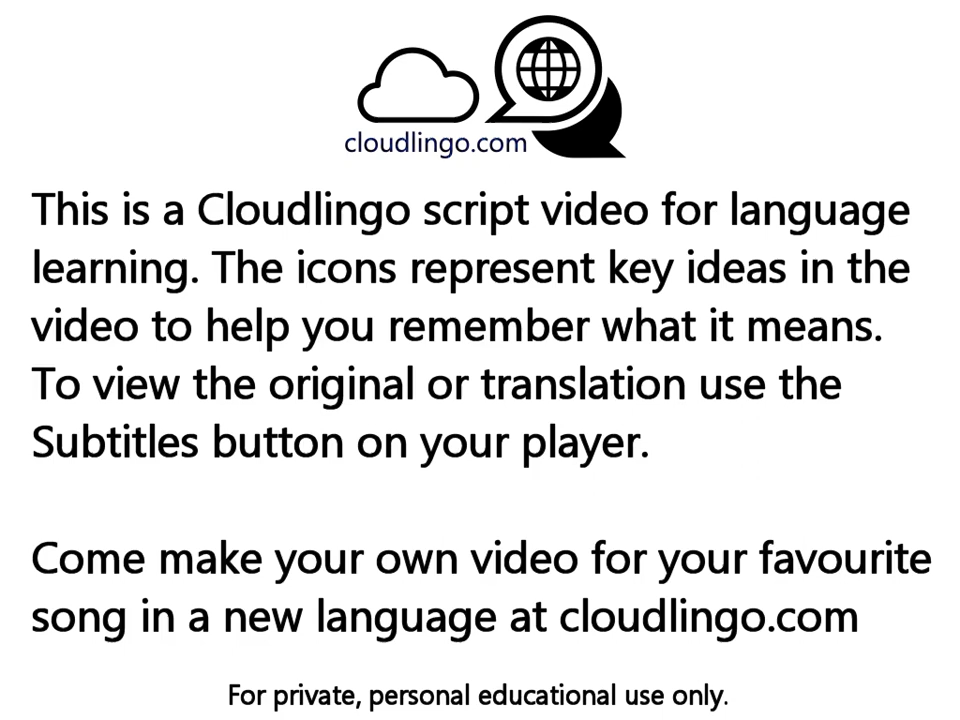 cloudlingo.com
This is a Cloudlingo script video for language
learning. The icons represent key ideas in the
video to help you remember what it means.
To view the original or translation use the
Subtitles button on your player.
Come make your own video for your favourite
song in a new language at cloudlingo.com
For private, personal educational use only.